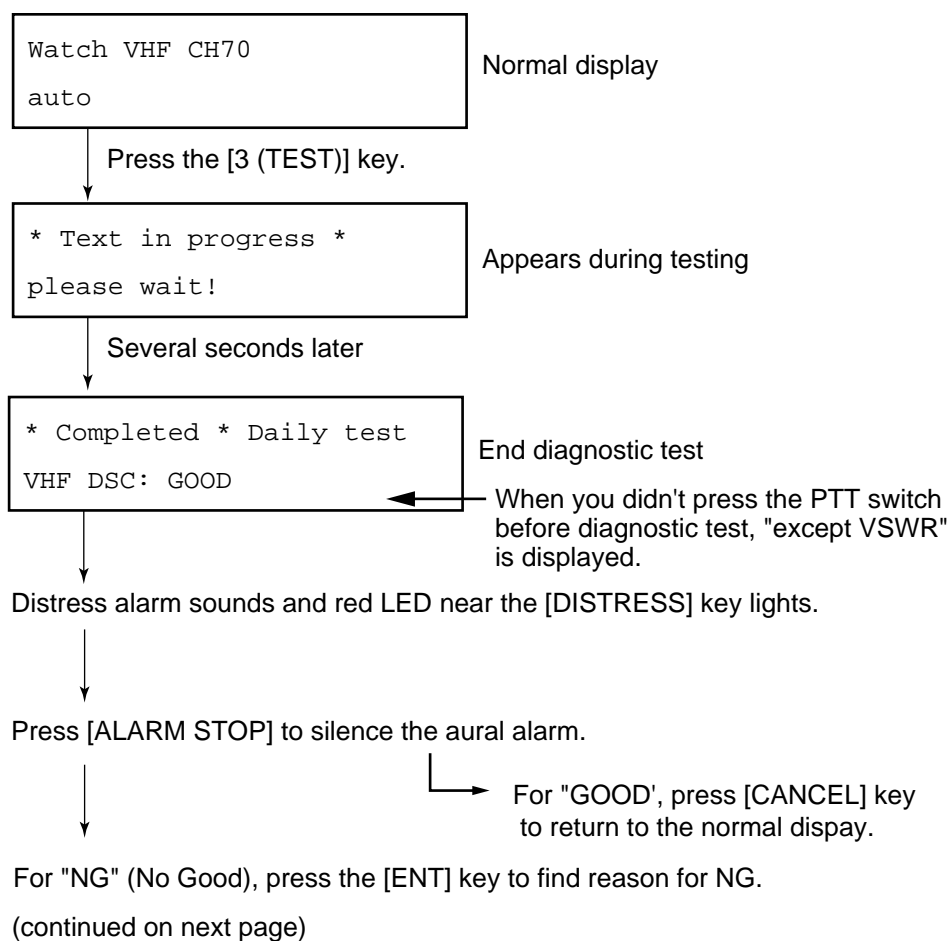 Watch VHF CH70
auto
Normal display
Press the [3 (TEST)] key.
* Text in progress *
please wait!
Appears during testing
Several seconds later
* Completed * Daily test
VHF DSC: GOOD
End diagnostic test
When you didn't press the PTT switch
before diagnostic test, "except VSWR"
is displayed.
Distress alarm sounds and red LED near the [DISTRESS] key lights.
Press [ALARM STOP] to silence the aural alarm.
For "GOOD', press [CANCEL] key
to return to the normal dispay.
For "NG" (No Good), press the [ENT] key to find reason for NG.
(continued on next page)